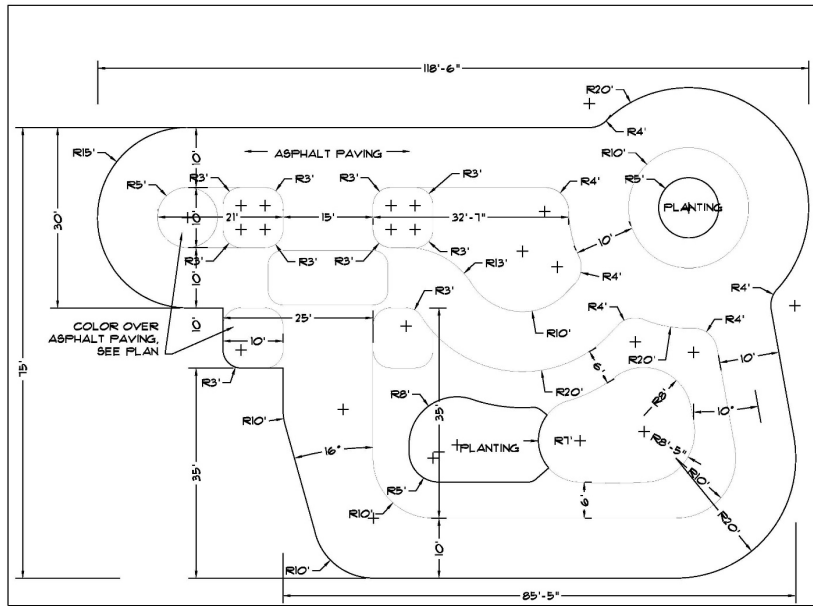 118'-6"
R20'
R4'
R15'
10'
ASPHALT PAVING
R10'
R5'
R3'
R3'
R3'
R3'
R4'
R5'
PLANTING
30'
10'
21'
15'
32'-7"
R3'
R3'
R3'
R3'
10'
10'
R13'
R4'
R4'
75'
10'
COLOR OVER
ASPHALT PAVING,
SEE PLAN
25'
10'
R3'
R10'
R4'
R4'
R20'
10'
R3'
6'
R20'
R8'
35'
R8'
10"
R10'
R7'
PLANTING
R8'-5"
16"
35'
R5'
R10'
6'
R10'
R20'
10'
R10'
85'-5"